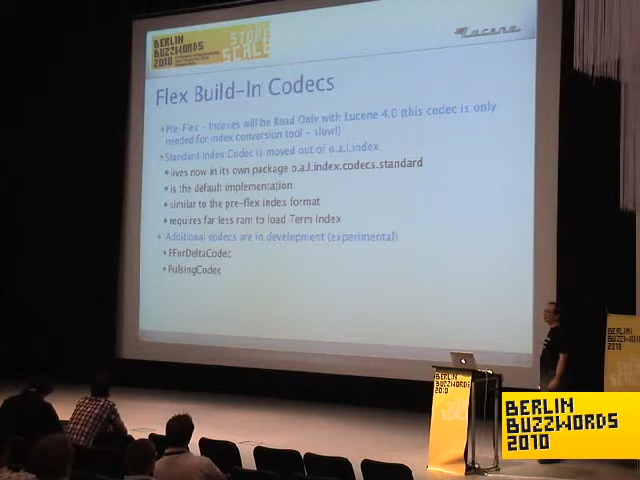 BERLIN
BUZZWORDS
2010
SCALE
Lucene
Flex Build-In Codecs
Pre-Flex - Indexes will be Read Only with Lucene 4.0 (this codec is only
needed for index conversion tool - slow!)
Standard Index Codec is moved out of o.a.l.index
lives now in its own package o.a.l.index.codecs.standard
is the default implementation
similar to the pre-flex index format
requires far less ram to load Term Index
Additional codecs are in development (experimental)
FForDeltaCodec
PulsingCodec
BERLIN
BUZZWORDS
2010
BERLIN
BUZZWORDS
2010
BERLIN
BUZZWORDS
2010